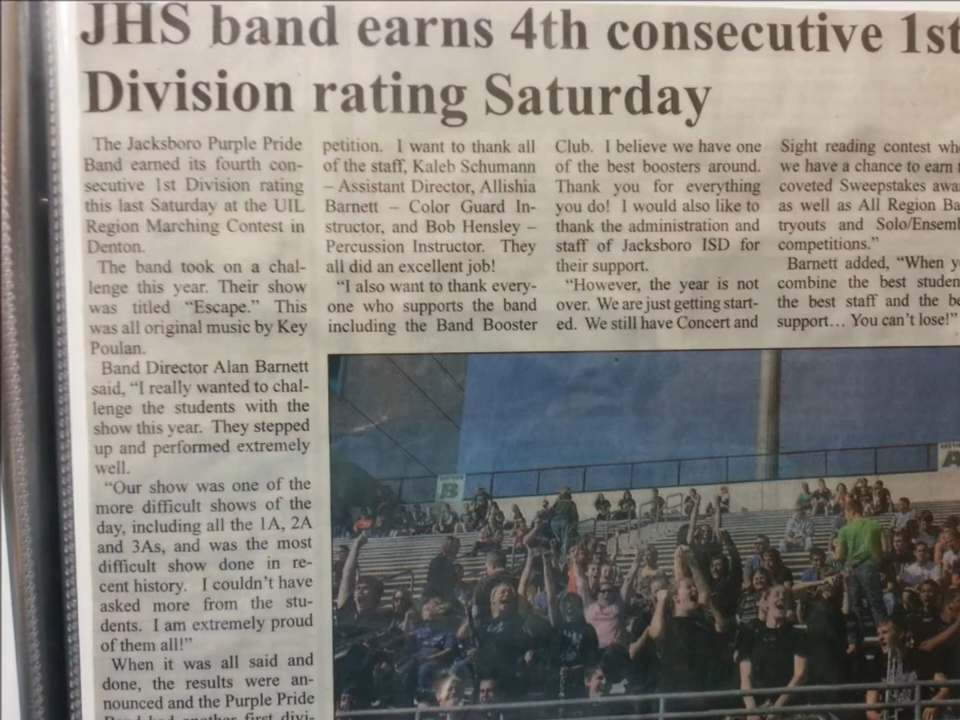 JHS band earns 4th consecutive 1st
Division rating Saturday
The Jacksboro Purple Pride
Band earned its fourth con-
secutive 1st Division rating
this last Saturday at the UIL
Region Marching Contest in
Denton.
The band took on a chal-
lenge this year. Their show
was titled “Escape.” This
was all original music by Key
Poulan.
Band Director Alan Barnett
said, “I really wanted to chal-
lenge the students with the
show this year. They stepped
up and performed extremely
well.
“Our show was one of the
more difficult shows of the
day, including all the 1A, 2A
and 3As, and was the most
difficult show done in re-
cent history. I couldn’t have
asked more from the stu-
dents. I am extremely proud
of them all!”
When it was all said and
done, the results were an-
nounced and the Purple Pride
Band had another first divi-
petition. I want to thank all
of the staff, Kaleb Schumann
– Assistant Director, Allishia
Barnett – Color Guard In-
structor, and Bob Hensley –
Percussion Instructor. They
all did an excellent job!
“I also want to thank every-
one who supports the band
including the Band Booster
Club. I believe we have one
of the best boosters around.
Thank you for everything
you do! I would also like to
thank the administration and
staff of Jacksboro ISD for
their support.
“However, the year is not
over. We are just getting start-
ed. We still have Concert and
Sight reading contest
we have a chance to earn
coveted Sweepstakes
as well as All Region
tryouts and
competitions.”
Barnett added, “When
combine the best
the best staff and the
support… You can’t lose!”
B
A